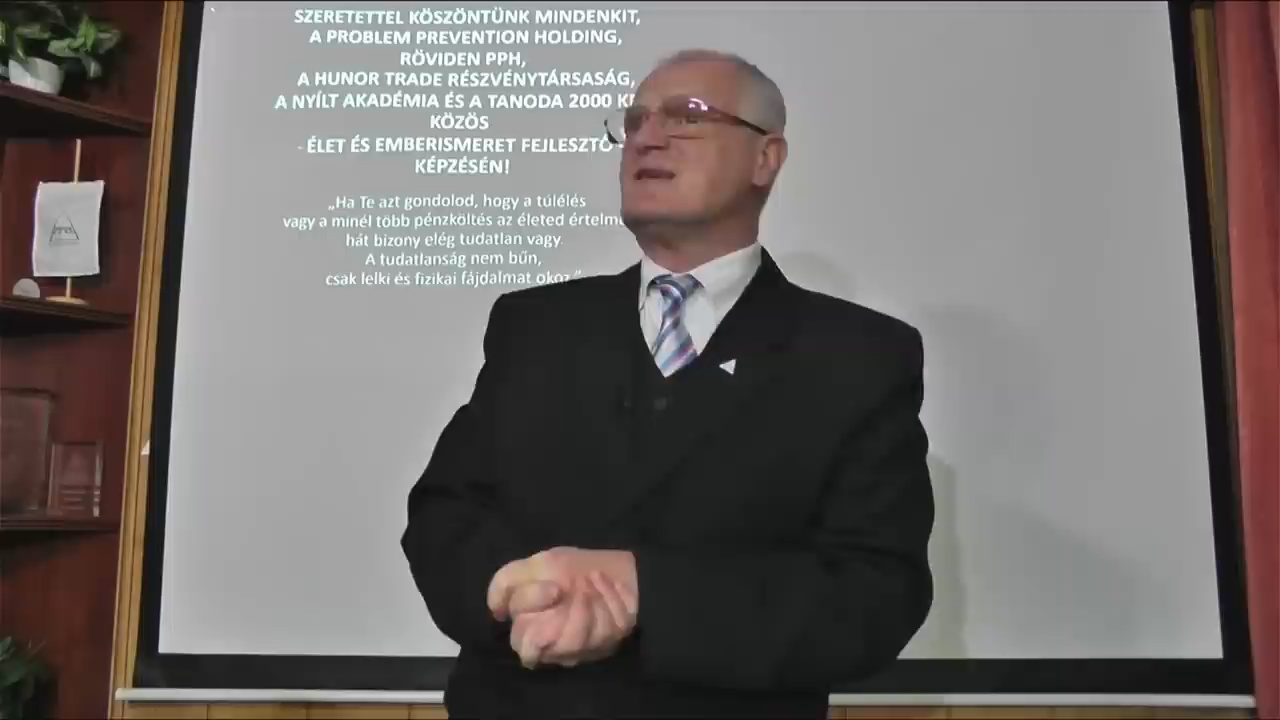 SZERETETTEL KÖSZÖNTÜNK MINDENKIT,
A PROBLEM PREVENTION HOLDING,
RÖVIDEN PPH,
A HUNOR TRADE RÉSZVÉNYTÁRSASÁG,
A NYÍLT AKADÉMIA ÉS A TANODA 2000
KÖZÖS
- ÉLET ÉS EMBERISMERET FEJLESZTŐ -
KÉPZÉSÉN!
„Ha Te azt gondolod, hogy a túlélés
vagy a minél több pénzköltés az életed
hát bizony elég tudatlan vagy.
A tudatlanság nem bűn,
csak lelki és fizikai fájdalmat okoz."